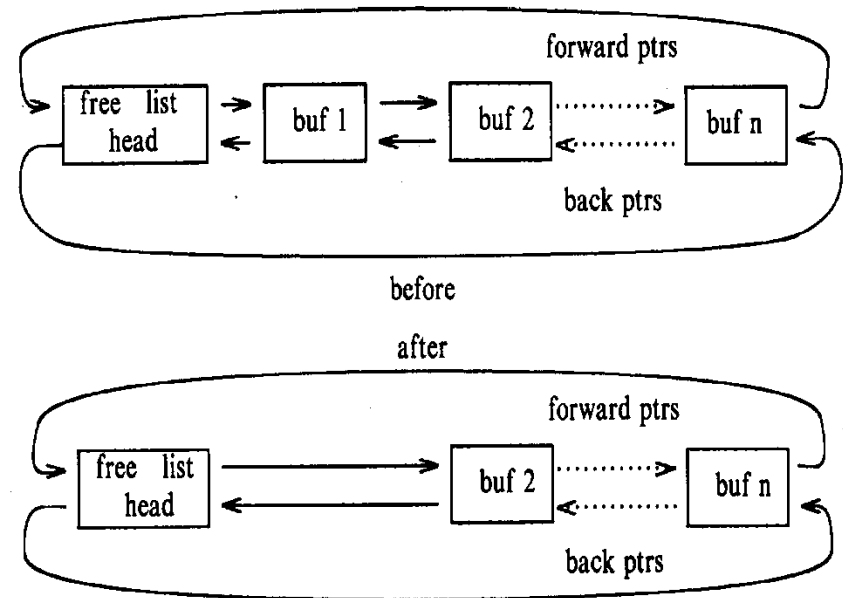 forward ptrs
free list
head
buf 1
buf 2
buf n
back ptrs
before
after
forward ptrs
free list
head
buf 2
buf n
back ptrs